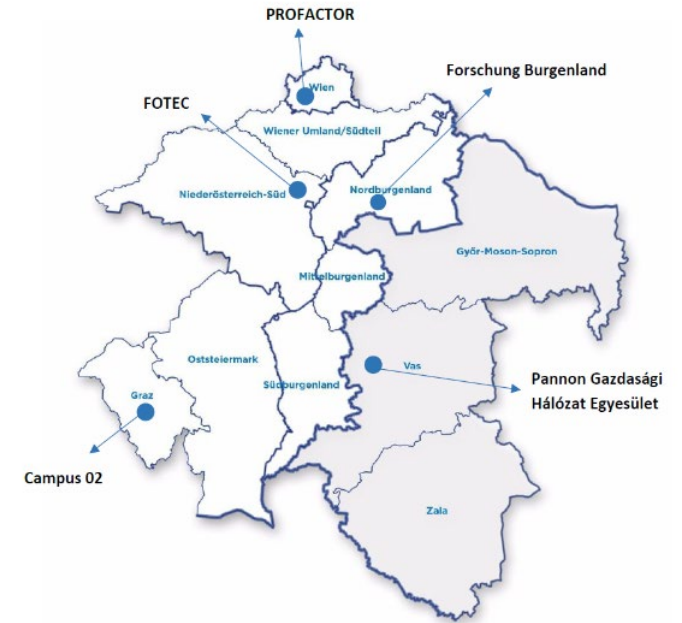 PROFACTOR
Forschung Burgenland
Wien
FOTEC
Wiener Umland/Südteil
Niederösterreich-Süd
Nordburgenland
Győr-Moson-Sopron
Mittelburgenland
Oststeiermark
Vas
Südburgenland
Pannon Gazdasági
Hálózat Egyesület
Graz
Campus 02
Zala